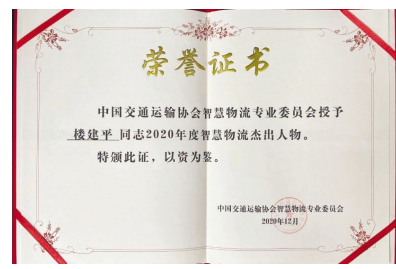 荣誉证书
中国交通运输协会智慧物流专业委员会授予
楼建平 同志2020年度智慧物流杰出人物。
特颁此证，以资为鉴。
中国交通运输协会智慧物流专业委员会
2020年12月